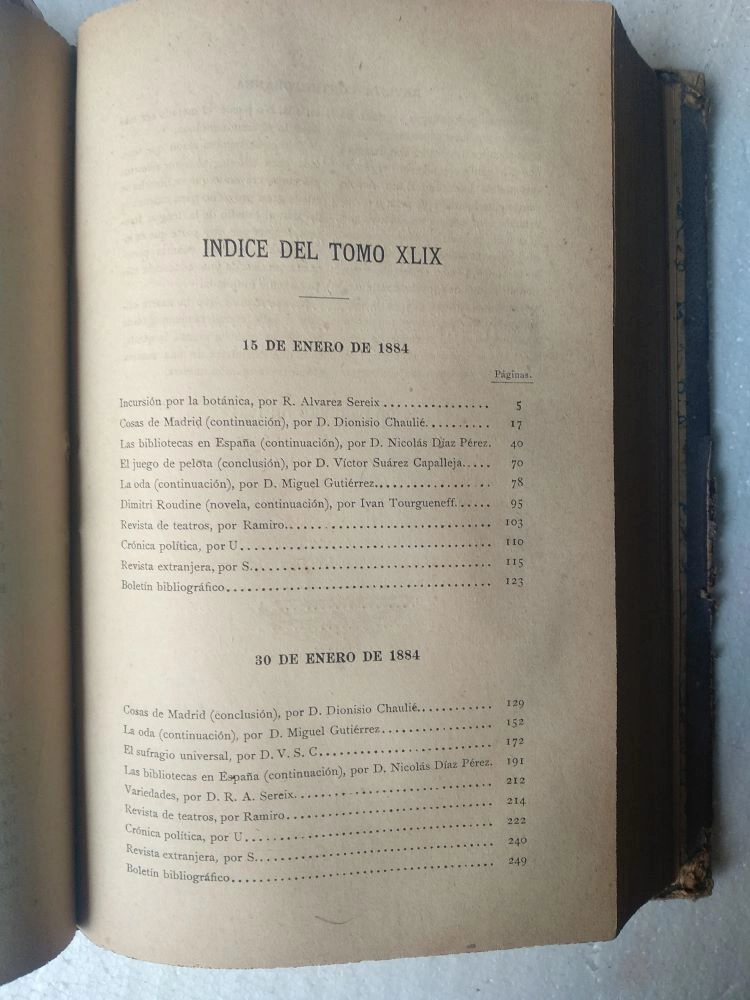 INDICE DEL TOMO XLIX
15 DE ENERO DE 1884
Páginas.
Incursión por la botánica, por R. Alvarez Sereix................ 5
Cosas de Madrid (continuación), por D. Dionisio Chaulié.......... 17
Las bibliotecas en España (continuación), por D. Nicolás Díaz Pérez. 40
El juego de pelota (conclusión), por D. Víctor Suárez Capalleja..... 70
La oda (continuación), por D. Miguel Gutiérrez................. 78
Dimitri Roudine (novela, continuación), por Ivan Tourgueneff...... 95
Revista de teatros, por Ramiro.............................. 103
Crónica política, por U.................................... 110
Revista extranjera, por S................................... 115
Boletín bibliográfico....................................... 123
30 DE ENERO DE 1884
Cosas de Madrid (conclusión), por D. Dionisio Chaulié........... 129
La oda (continuación), por D. Miguel Gutiérrez................ 152
El sufragio universal, por D. V. S. C......................... 172
Las bibliotecas en España (continuación), por D. Nicolás Díaz Pérez. 191
Variedades, por D. R. A. Sereix............................. 212
Revista de teatros, por Ramiro.............................. 214
Crónica política, por U.................................... 222
Revista extranjera, por S................................... 240
Boletín bibliográfico....................................... 249